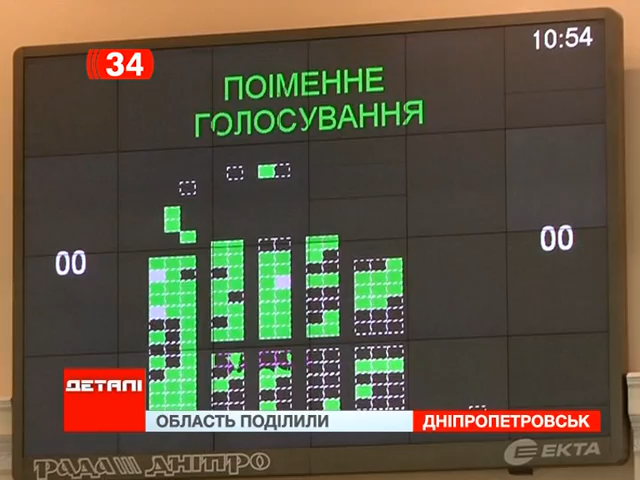 10:54
34
ПОІМЕННЕ
ГОЛОСУВАННЯ
00
00
ДЕТАЛІ
ОБЛАСТЬ ПОДІЛИЛИ
ДНІПРОПЕТРОВСЬК
РАДА ДНІПРО
ЕКТА